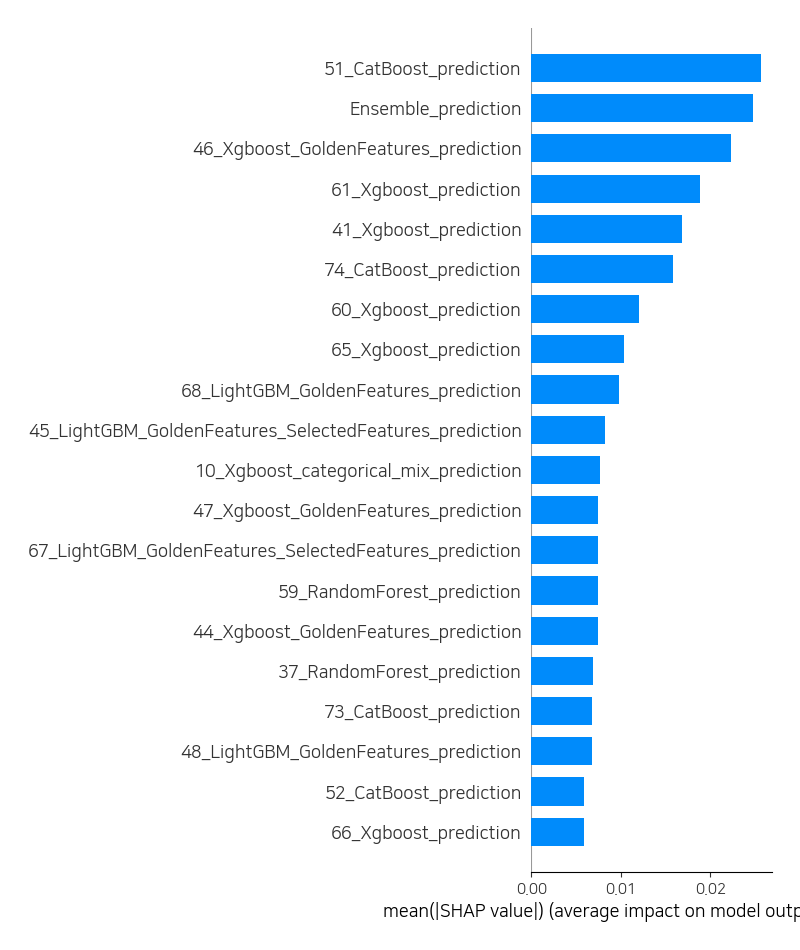 51_CatBoost_prediction
Ensemble_prediction
46_Xgboost_GoldenFeatures_prediction
61_Xgboost_prediction
41_Xgboost_prediction
74_CatBoost_prediction
60_Xgboost_prediction
65_Xgboost_prediction
68_LightGBM_GoldenFeatures_prediction
45_LightGBM_GoldenFeatures_SelectedFeatures_prediction
10_Xgboost_categorical_mix_prediction
47_Xgboost_GoldenFeatures_prediction
67_LightGBM_GoldenFeatures_SelectedFeatures_prediction
59_RandomForest_prediction
44_Xgboost_GoldenFeatures_prediction
37_RandomForest_prediction
73_CatBoost_prediction
48_LightGBM_GoldenFeatures_prediction
52_CatBoost_prediction
66_Xgboost_prediction
0.00 0.01 0.02
mean(|SHAP value|) (average impact on model outp